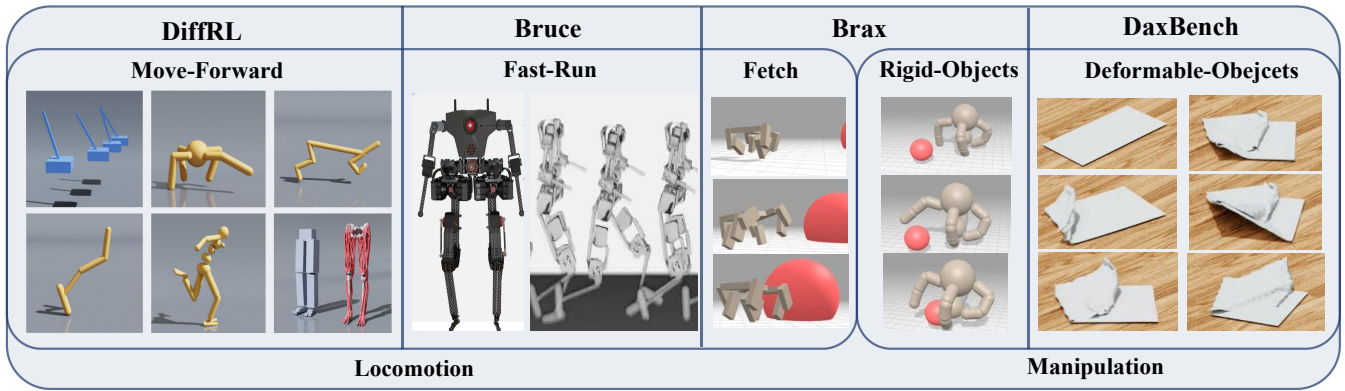 DiffRL
Bruce
Brax
DaxBench
Move-Forward
Fast-Run
Fetch
Rigid-Objects
Deformable-Obejcets
Locomotion
Manipulation